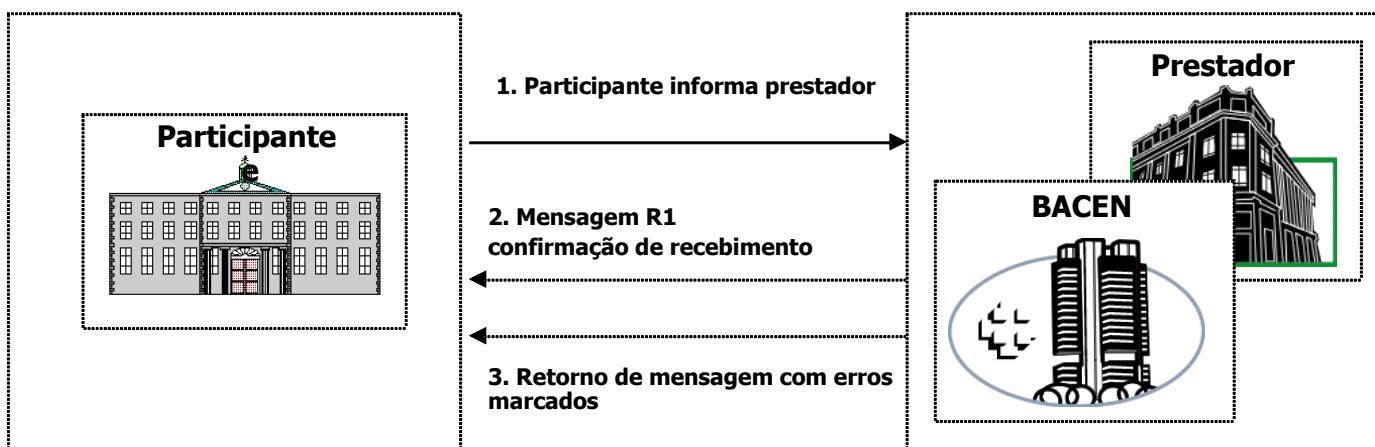 Prestador
1. Participante informa prestador
Participante
e
BACEN
2. Mensagem R1
confirmação de recebimento
3. Retorno de mensagem com erros
marcados